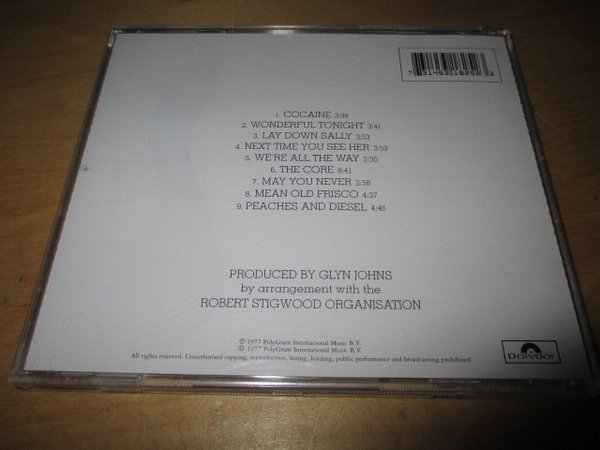 1. COCAINE 3:38
2. WONDERFUL TONIGHT 3:41
3. LAY DOWN SALLY 3:53
4. NEXT TIME YOU SEE HER 3:59
5. WE'RE ALL THE WAY 2:30
6. THE CORE 8:41
7. MAY YOU NEVER 2:58
8. MEAN OLD FRISCO 4:37
9. PEACHES AND DIESEL 4:46
PRODUCED BY GLYN JOHNS
by arrangement with the
ROBERT STIGWOOD ORGANISATION
℗ 1977 PolyGram International Music B.V.
© 1977 PolyGram International Music B.V.
All rights reserved. Unauthorised copying, reproduction, hiring, lending, public performance and broadcasting prohibited.
Polydor